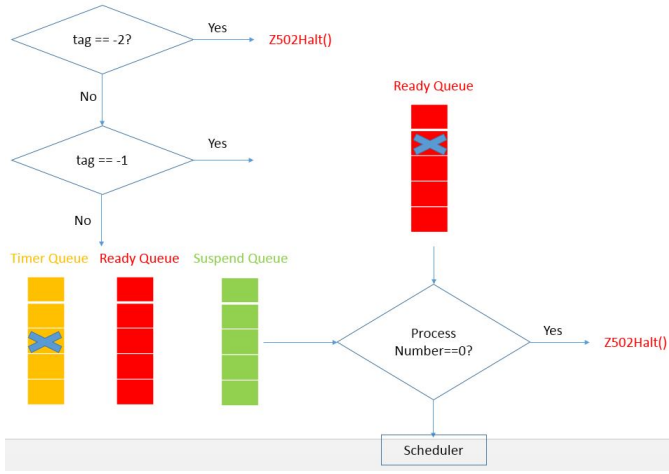 tag == -2?
Yes
Z502Halt()
No
Ready Queue
tag == -1
Yes
No
Timer Queue
Ready Queue
Suspend Queue
Process
Number==0?
Yes
Z502Halt()
Scheduler